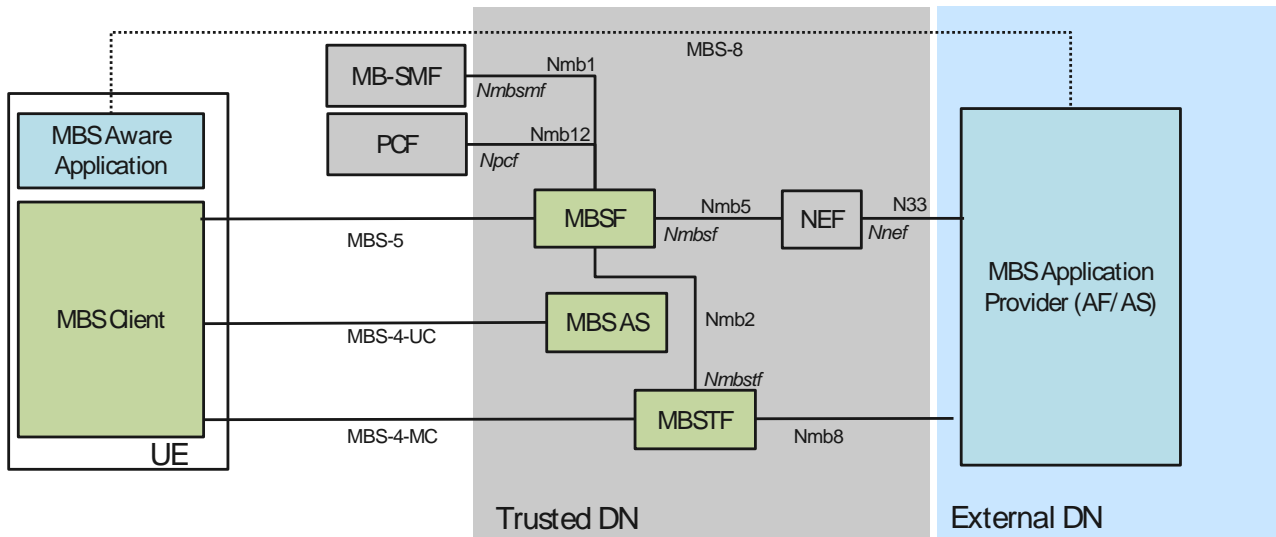 MBS-8
MB-SMF
Nmb1
Nmbsmf
MBS Aware
Application
PCF
Nmb12
Npcf
MBSF
Nmb5
Nmbsf
NEF
N33
Nnef
MBS-5
MBS Application
Provider (AF/AS)
MBS Client
MBS AS
Nmb2
MBS-4-UC
Nmbstf
MBSTF
MBS-4-MC
Nmb8
UE
Trusted DN
External DN